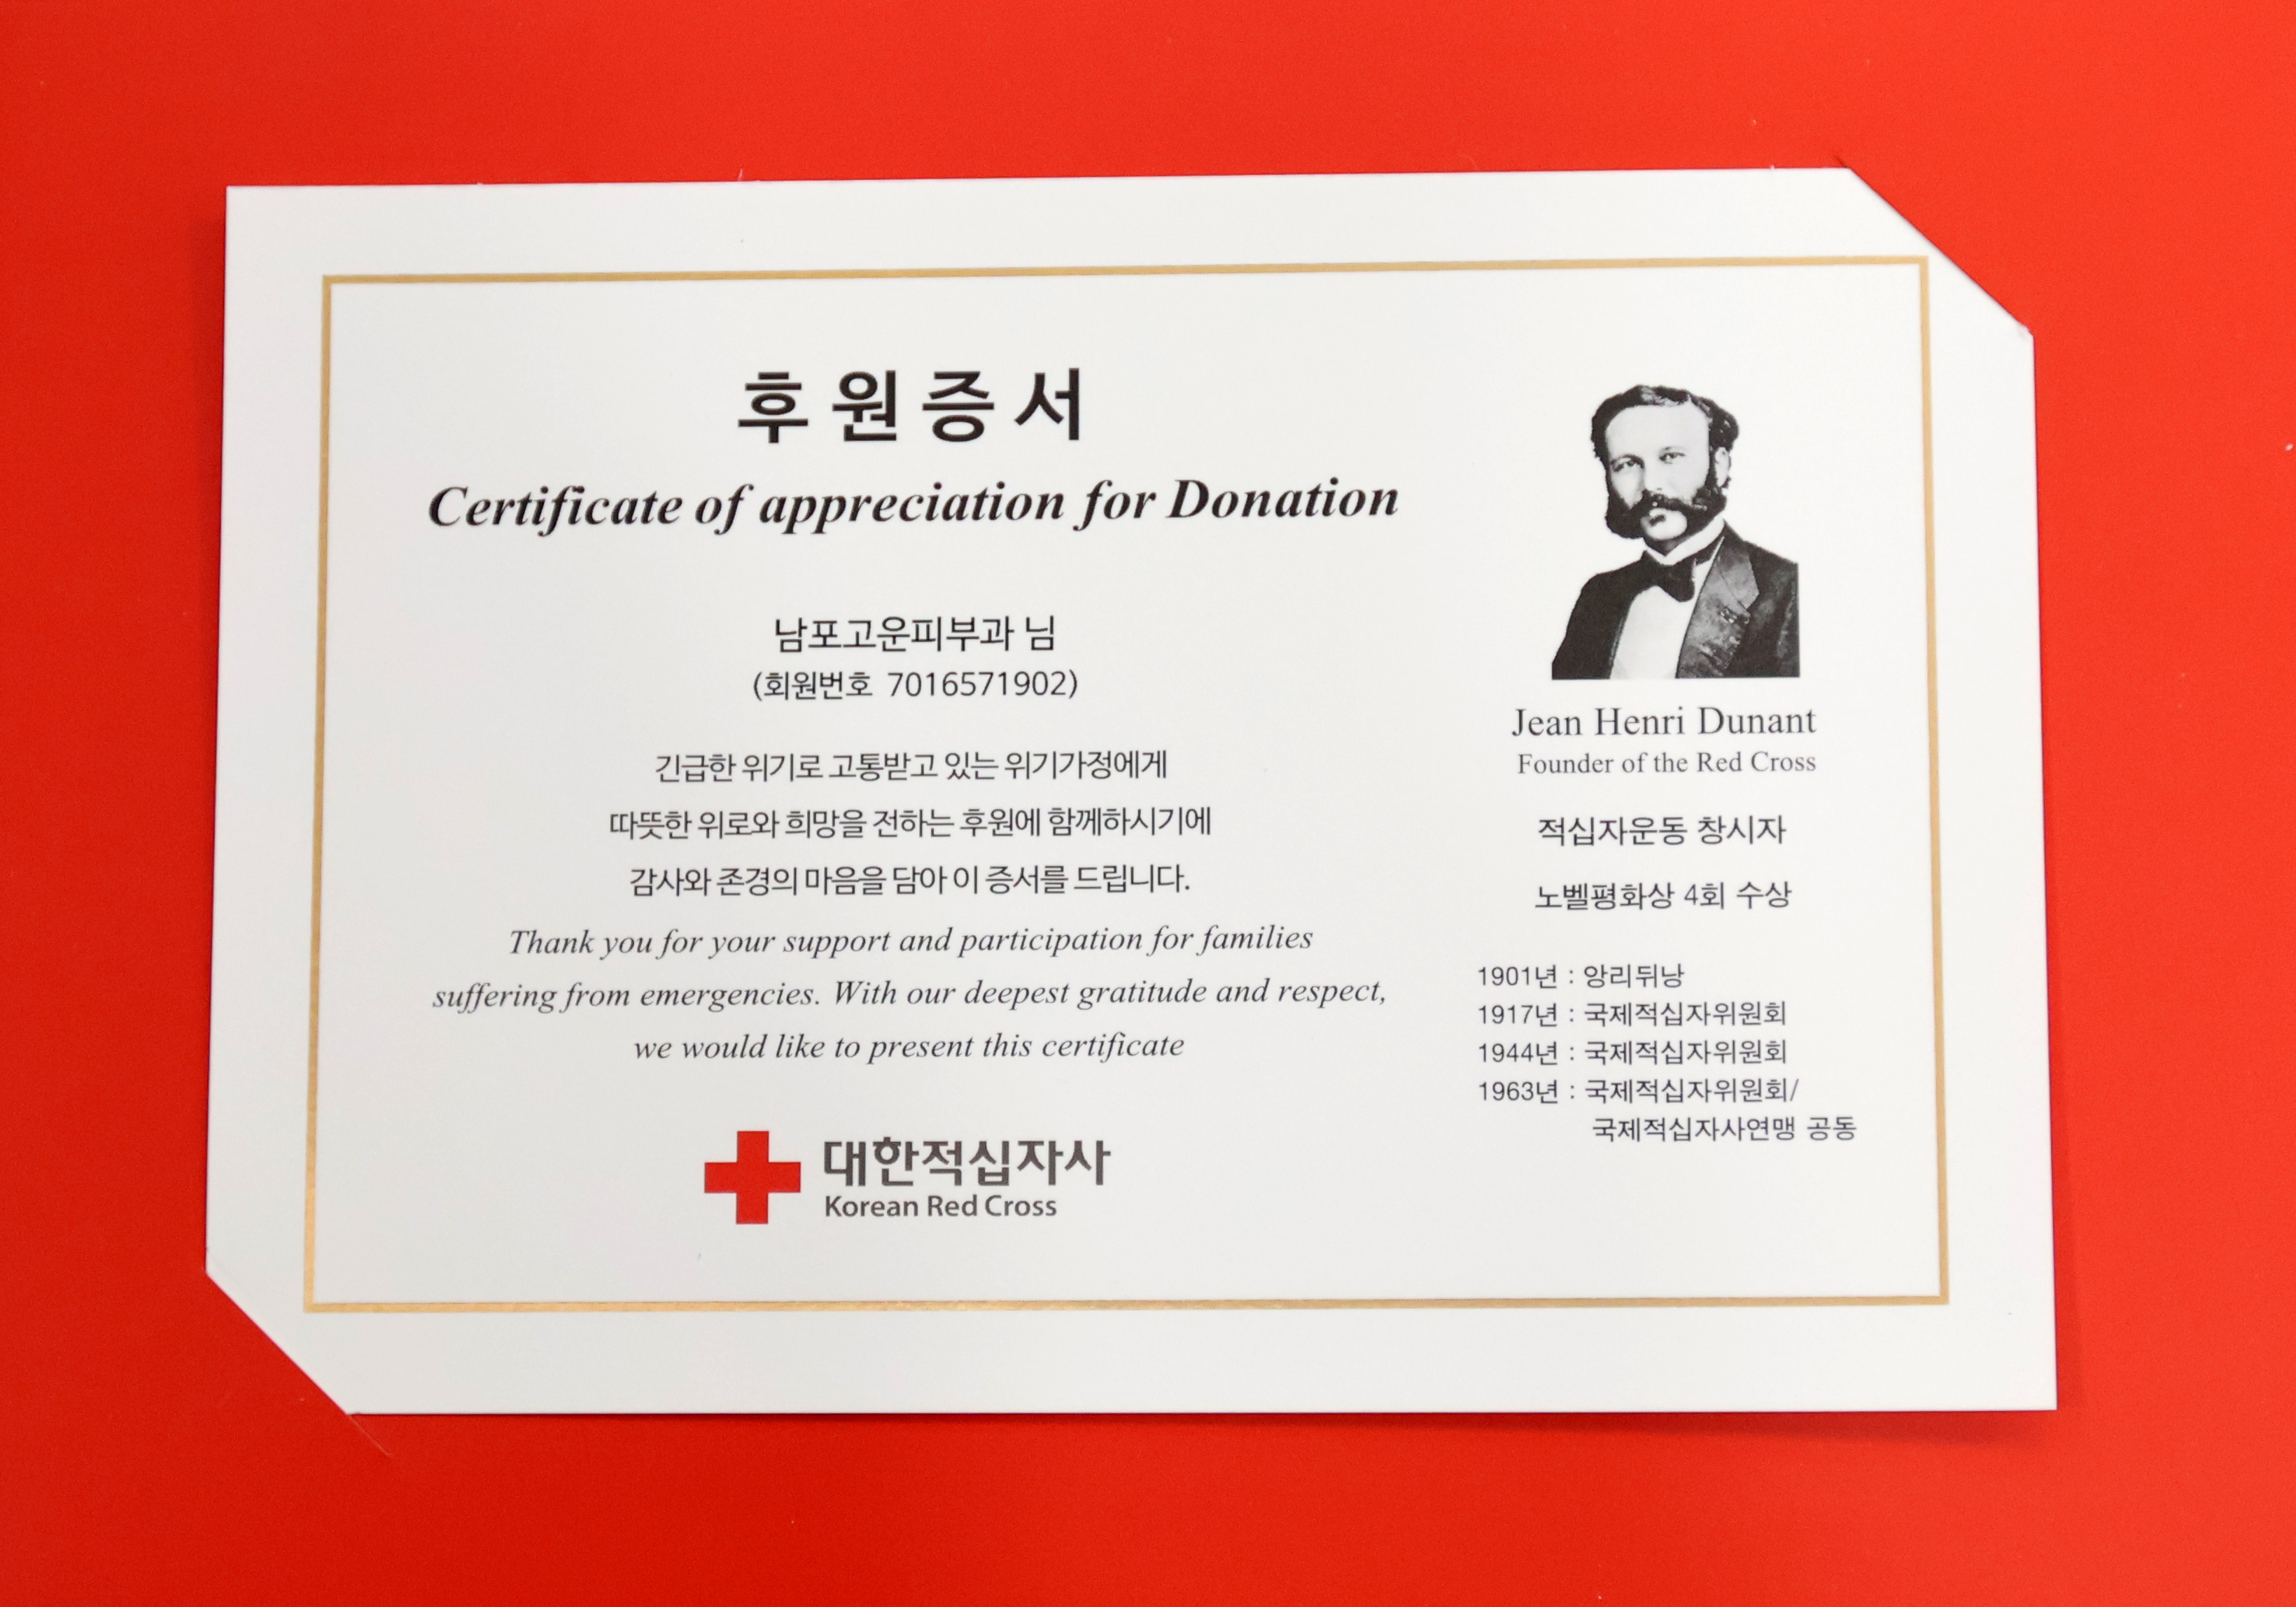 후원증서
Certificate of appreciation for Donation
남포고운피부과 님
(회원번호 7016571902)
긴급한 위기로 고통받고 있는 위기가정에게
따뜻한 위로와 희망을 전하는 후원에 함께하시기에
감사와 존경의 마음을 담아 이 증서를 드립니다.
Thank you for your support and participation for families
suffering from emergencies. With our deepest gratitude and respect,
we would like to present this certificate
대한적십자사
Korean Red Cross
Jean Henri Dunant
Founder of the Red Cross
적십자운동 창시자
노벨평화상 4회 수상
1901년 : 앙리뒤낭
1917년 : 국제적십자위원회
1944년 : 국제적십자위원회
1963년 : 국제적십자위원회/
국제적십자사연맹 공동